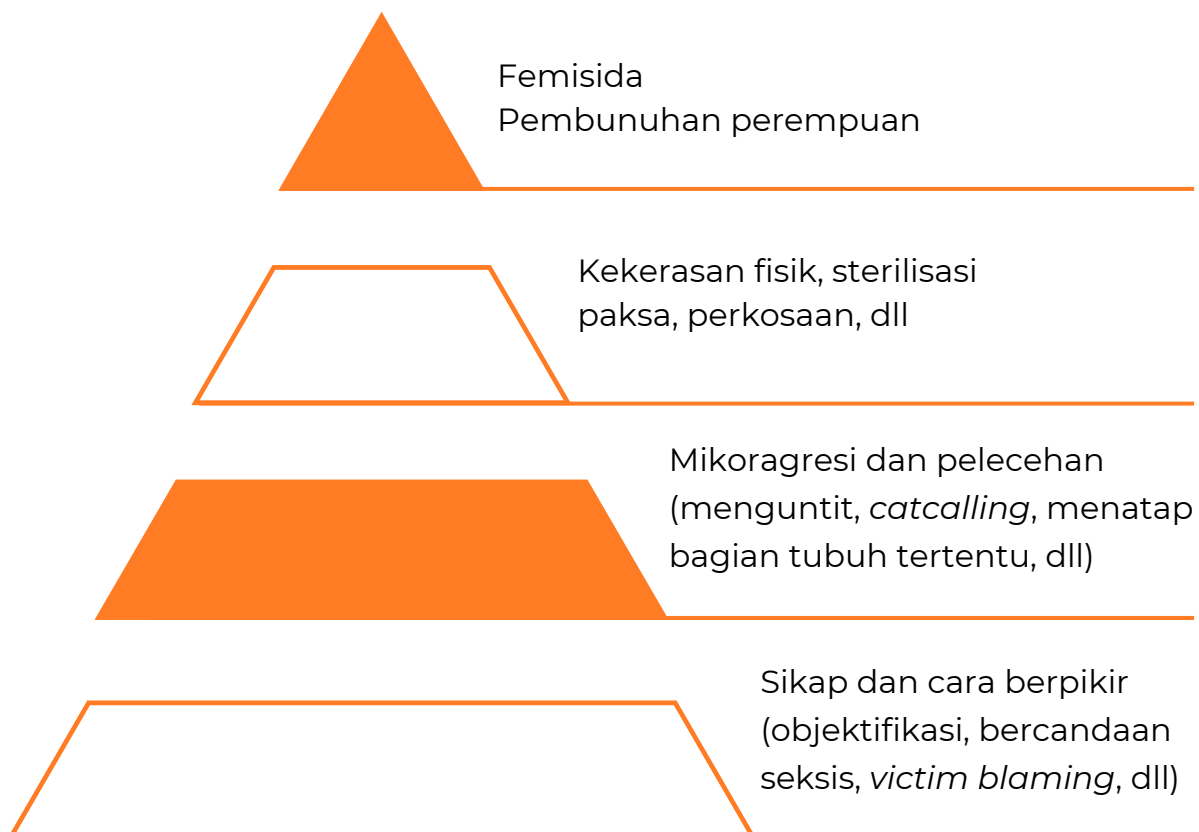 Femisida
Pembunuhan perempuan
Kekerasan fisik, sterilisasi
paksa, perkosaan, dll
Mikoragresi dan pelecehan
(menguntit, catcalling, menatap
bagian tubuh tertentu, dll)
Sikap dan cara berpikir
(objektifikasi, bercandaan
seksis, victim blaming, dll)